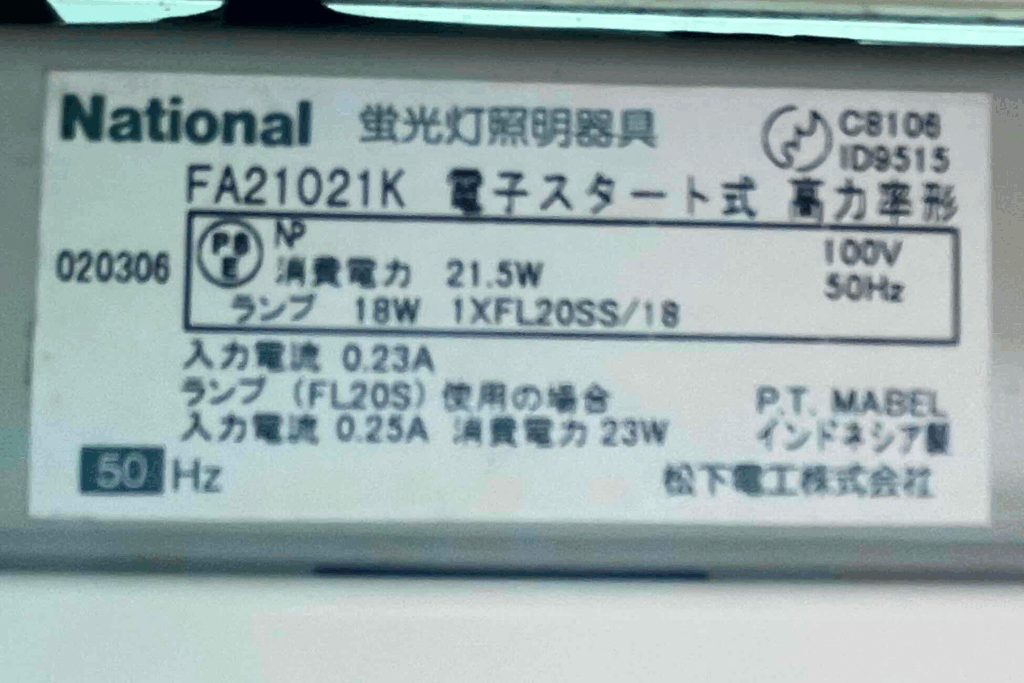 National 蛍光灯照明器具
C8106
ID9515
FA21021K 電子スタート式 高力率形
020306
PS
E
NP
100V
消費電力 21.5W
50Hz
ランプ 18W 1XFL20SS/18
入力電流 0.23A
ランプ (FL20S) 使用の場合
P.T. MABEL
入力電流 0.25A 消費電力 23W
インドネシア製
50 Hz
松下電工株式会社